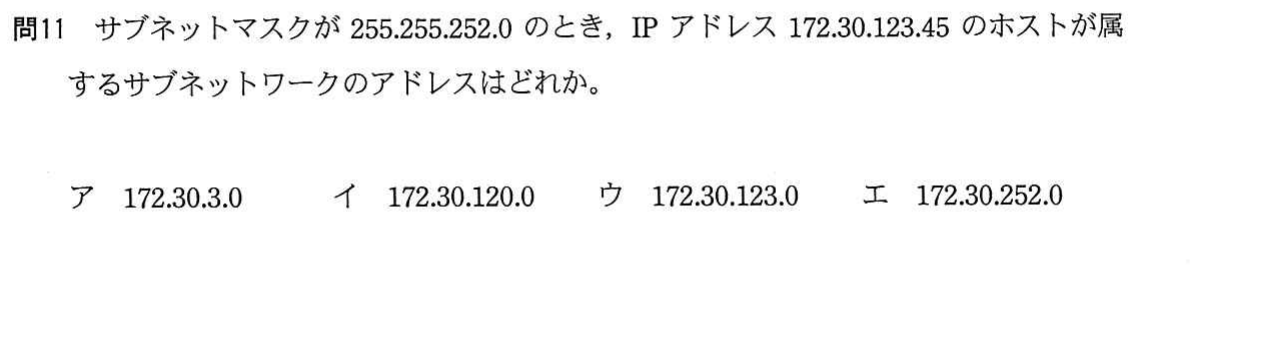 問11　サブネットマスクが 255.255.252.0 のとき，IP アドレス 172.30.123.45 のホストが属
するサブネットワークのアドレスはどれか。
ア　172.30.3.0　イ　172.30.120.0　ウ　172.30.123.0　エ　172.30.252.0